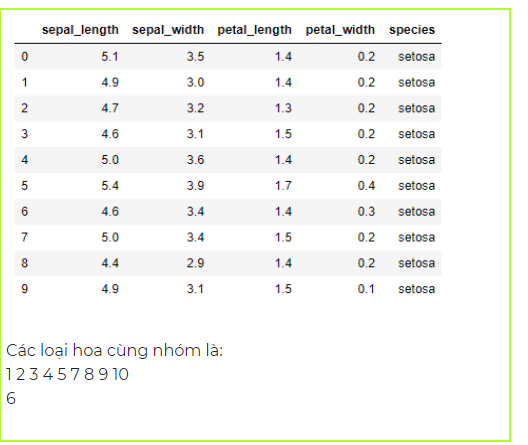 sepal_length sepal_width petal_length petal_width species
0 5.1 3.5 1.4 0.2 setosa
1 4.9 3.0 1.4 0.2 setosa
2 4.7 3.2 1.3 0.2 setosa
3 4.6 3.1 1.5 0.2 setosa
4 5.0 3.6 1.4 0.2 setosa
5 5.4 3.9 1.7 0.4 setosa
6 4.6 3.4 1.4 0.3 setosa
7 5.0 3.4 1.5 0.2 setosa
8 4.4 2.9 1.4 0.2 setosa
9 4.9 3.1 1.5 0.1 setosa
Các loại hoa cùng nhóm là:
1 2 3 4 5 7 8 9 10
6